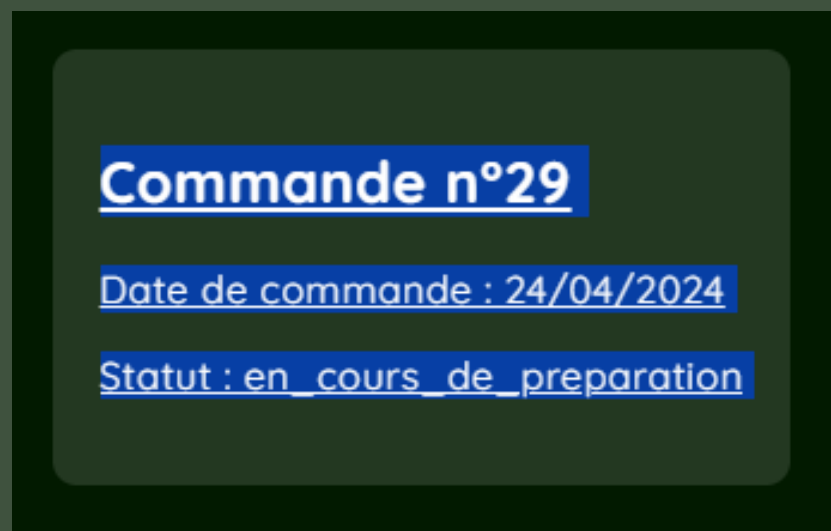 Commande n°29
Date de commande : 24/04/2024
Statut : en_cours_de_preparation